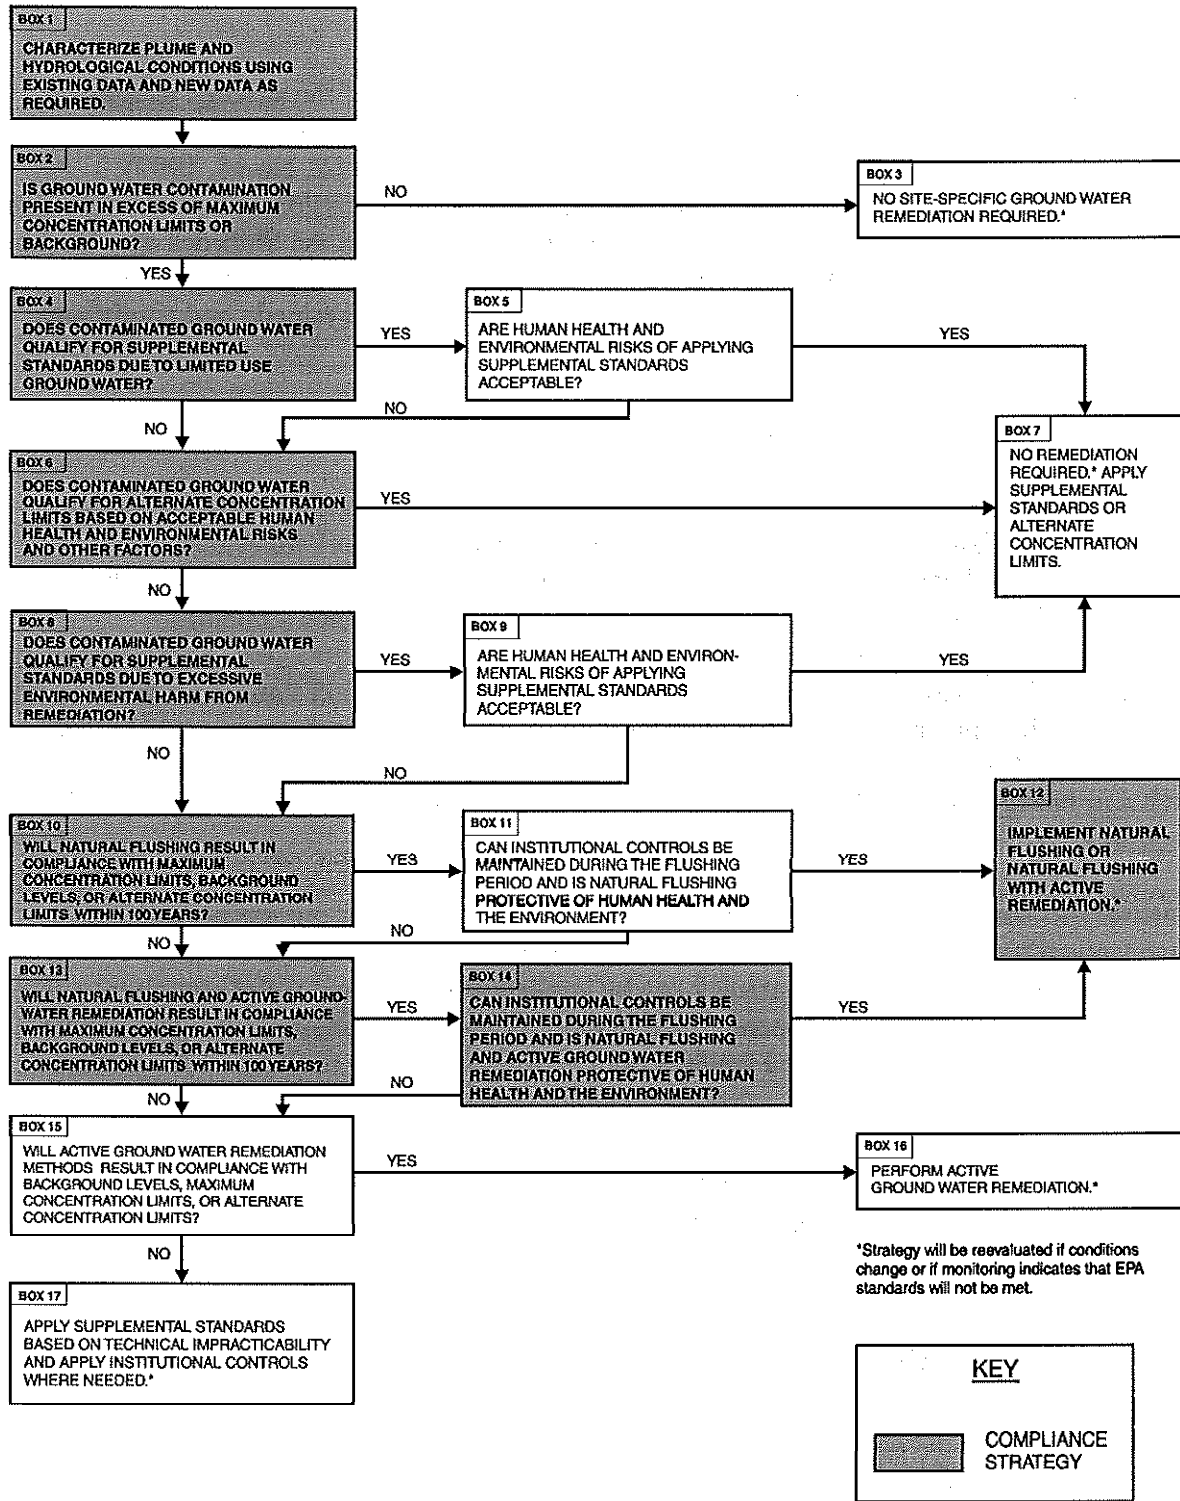 BOX 1
CHARACTERIZE PLUME AND
HYDROLOGICAL CONDITIONS USING
EXISTING DATA AND NEW DATA AS
REQUIRED.
BOX 2
IS GROUND WATER CONTAMINATION
PRESENT IN EXCESS OF MAXIMUM
CONCENTRATION LIMITS OR
BACKGROUND?
NO
BOX 3
NO SITE-SPECIFIC GROUND WATER
REMEDIATION REQUIRED.*
YES
BOX 4
DOES CONTAMINATED GROUND WATER
QUALIFY FOR SUPPLEMENTAL
STANDARDS DUE TO LIMITED USE
GROUND WATER?
YES
BOX 5
ARE HUMAN HEALTH AND
ENVIRONMENTAL RISKS OF APPLYING
SUPPLEMENTAL STANDARDS
ACCEPTABLE?
YES
NO
NO
BOX 6
DOES CONTAMINATED GROUND WATER
QUALIFY FOR ALTERNATE CONCENTRATION
LIMITS BASED ON ACCEPTABLE HUMAN
HEALTH AND ENVIRONMENTAL RISKS
AND OTHER FACTORS?
YES
BOX 7
NO REMEDIATION
REQUIRED.* APPLY
SUPPLEMENTAL
STANDARDS OR
ALTERNATE
CONCENTRATION
LIMITS.
NO
BOX 8
DOES CONTAMINATED GROUND WATER
QUALIFY FOR SUPPLEMENTAL
STANDARDS DUE TO EXCESSIVE
ENVIRONMENTAL HARM FROM
REMEDIATION?
YES
BOX 9
ARE HUMAN HEALTH AND ENVIRON-
MENTAL RISKS OF APPLYING
SUPPLEMENTAL STANDARDS
ACCEPTABLE?
YES
NO
NO
BOX 10
WILL NATURAL FLUSHING RESULT IN
COMPLIANCE WITH MAXIMUM
CONCENTRATION LIMITS, BACKGROUND
LEVELS, OR ALTERNATE CONCENTRATION
LIMITS WITHIN 100 YEARS?
YES
BOX 11
CAN INSTITUTIONAL CONTROLS BE
MAINTAINED DURING THE FLUSHING
PERIOD AND IS NATURAL FLUSHING
PROTECTIVE OF HUMAN HEALTH AND
THE ENVIRONMENT?
YES
BOX 12
IMPLEMENT NATURAL
FLUSHING OR
NATURAL FLUSHING
WITH ACTIVE
REMEDIATION.*
NO
NO
BOX 13
WILL NATURAL FLUSHING AND ACTIVE GROUND-
WATER REMEDIATION RESULT IN COMPLIANCE
WITH MAXIMUM CONCENTRATION LIMITS,
BACKGROUND LEVELS, OR ALTERNATE
CONCENTRATION LIMITS WITHIN 100 YEARS?
YES
BOX 14
CAN INSTITUTIONAL CONTROLS BE
MAINTAINED DURING THE FLUSHING
PERIOD AND IS NATURAL FLUSHING
AND ACTIVE GROUND WATER
REMEDIATION PROTECTIVE OF HUMAN
HEALTH AND THE ENVIRONMENT?
YES
NO
NO
BOX 15
WILL ACTIVE GROUND WATER REMEDIATION
METHODS RESULT IN COMPLIANCE WITH
BACKGROUND LEVELS, MAXIMUM
CONCENTRATION LIMITS, OR ALTERNATE
CONCENTRATION LIMITS?
YES
BOX 16
PERFORM ACTIVE
GROUND WATER REMEDIATION.*
NO
*Strategy will be reevaluated if conditions
change or if monitoring indicates that EPA
standards will not be met.
BOX 17
APPLY SUPPLEMENTAL STANDARDS
BASED ON TECHNICAL IMPRACTICABILITY
AND APPLY INSTITUTIONAL CONTROLS
WHERE NEEDED.*
KEY
COMPLIANCE
STRATEGY